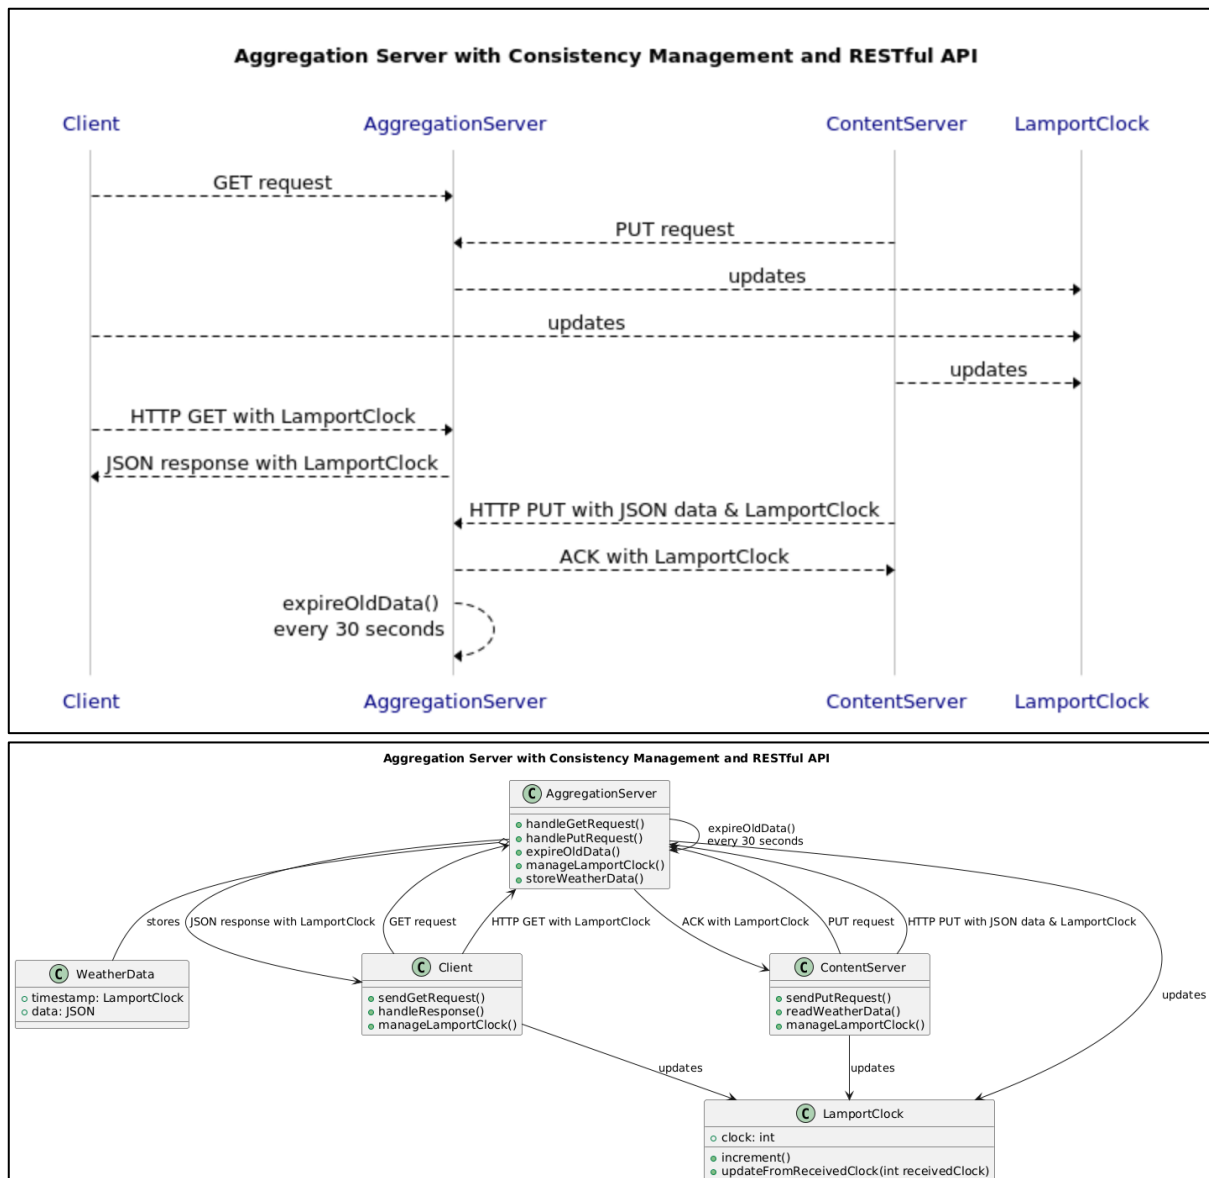 Aggregation Server with Consistency Management and RESTful API
Client AggregationServer ContentServer LamportClock
GET request
PUT request
updates
updates
updates
HTTP GET with LamportClock
JSON response with LamportClock
HTTP PUT with JSON data & LamportClock
ACK with LamportClock
expireOldData()
every 30 seconds
Client AggregationServer ContentServer LamportClock
Aggregation Server with Consistency Management and RESTful API
C AggregationServer
handleGetRequest()
handlePutRequest()
expireOldData()
manageLamportClock()
storeWeatherData()
expireOldData()
every 30 seconds
stores JSON response with LamportClock GET request HTTP GET with LamportClock ACK with LamportClock PUT request HTTP PUT with JSON data & LamportClock
C WeatherData
timestamp: LamportClock
data: JSON
C Client
sendGetRequest()
handleResponse()
manageLamportClock()
C ContentServer
sendPutRequest()
readWeatherData()
manageLamportClock()
updates
updates
updates
C LamportClock
clock: int
increment()
updateFromReceivedClock(int receivedClock)